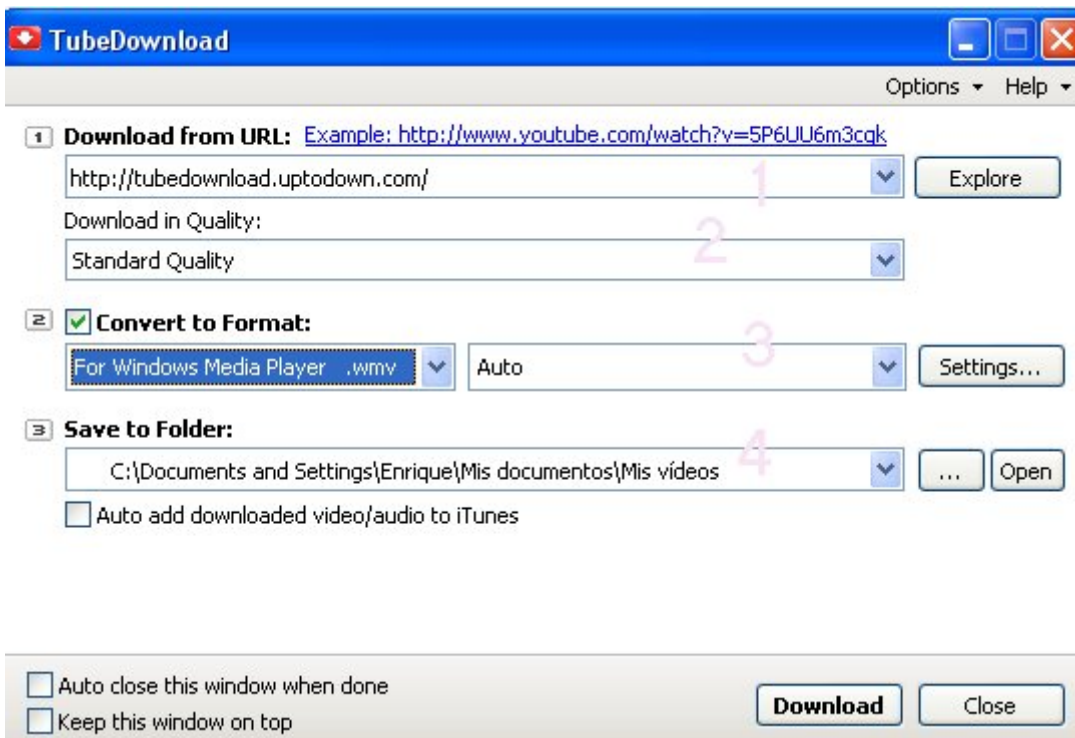 TubeDownload
Options Help
1 Download from URL: Example: http://www.youtube.com/watch?v=5P6UU6m3cqk
http://tubedownload.uptodown.com/ 1 Explore
Download in Quality:
Standard Quality 2
2 Convert to Format:
For Windows Media Player .wmv Auto 3 Settings...
3 Save to Folder:
C:\Documents and Settings\Enrique\Mis documentos\Mis vídeos 4 ... Open
Auto add downloaded video/audio to iTunes
Auto close this window when done
Keep this window on top
Download Close